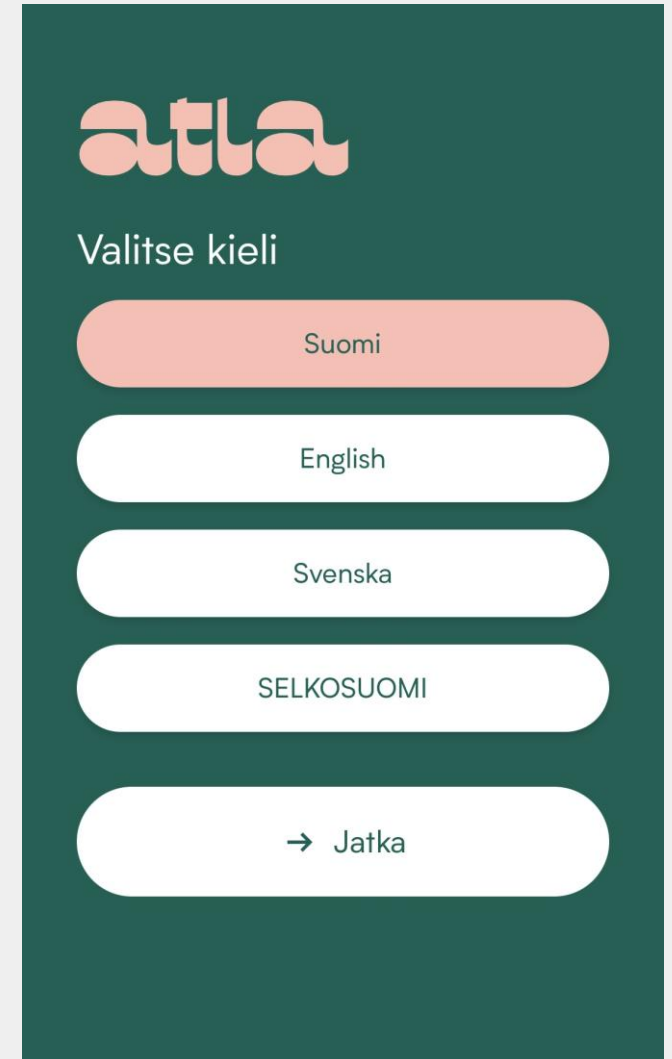 atla
Valitse kieli
Suomi
English
Svenska
SELKOSUOMI
→ Jatka